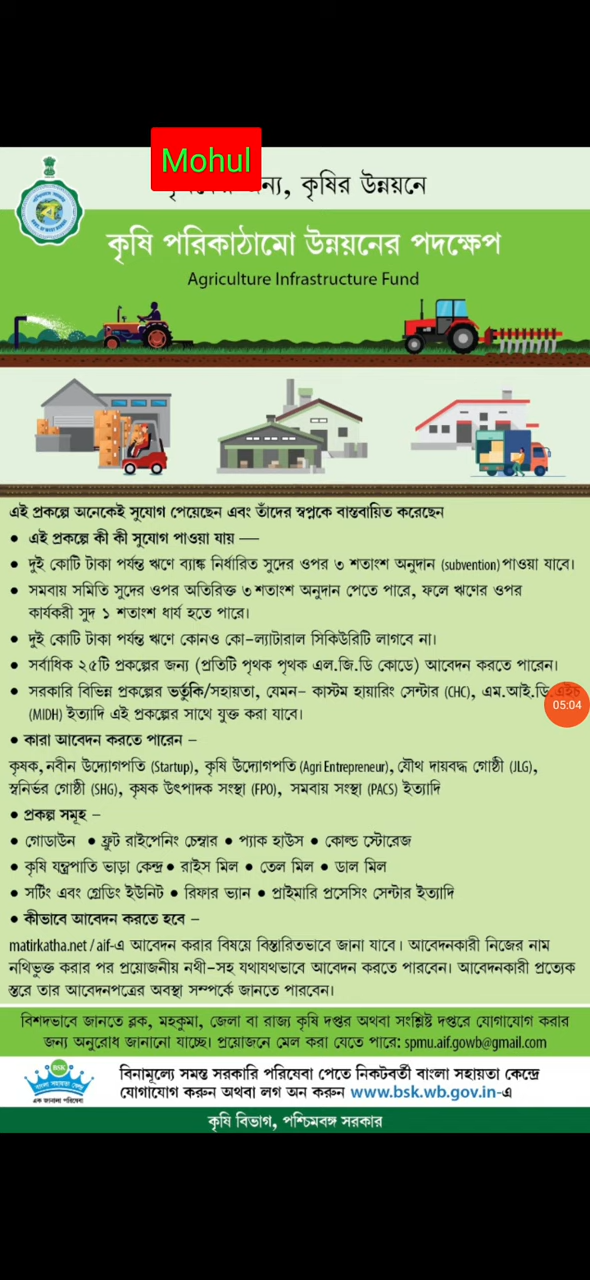 Mohul
জন্য, কৃষির উন্নয়নে
কৃষি পরিকাঠামো উন্নয়নের পদক্ষেপ
Agriculture Infrastructure Fund
এই প্রকল্পে অনেকেই সুযোগ পেয়েছেন এবং তাঁদের স্বপ্নকে বাস্তবায়িত করেছেন
• এই প্রকল্পে কী কী সুযোগ পাওয়া যায় —
• দুই কোটি টাকা পর্যন্ত ঋণে ব্যাঙ্ক নির্ধারিত সুদের ওপর ৩ শতাংশ অনুদান (subvention) পাওয়া যাবে।
• সমবায় সমিতি সুদের ওপর অতিরিক্ত ৩ শতাংশ অনুদান পেতে পারে, ফলে ঋণের ওপর
কার্যকরী সুদ ১ শতাংশ ধার্য হতে পারে।
• দুই কোটি টাকা পর্যন্ত ঋণে কোনও কো-ল্যাটারাল সিকিউরিটি লাগবে না।
• সর্বাধিক ২৫টি প্রকল্পের জন্য (প্রতিটি পৃথক পৃথক এল.জি.ডি কোডে) আবেদন করতে পারেন।
• সরকারি বিভিন্ন প্রকল্পের ভর্তুকি/সহায়তা, যেমন- কাস্টম হায়ারিং সেন্টার (CHC), এম.আই.ডি.এইচ
05:04
(MIDH) ইত্যাদি এই প্রকল্পের সাথে যুক্ত করা যাবে।
• কারা আবেদন করতে পারেন –
কৃষক, নবীন উদ্যোগপতি (Startup), কৃষি উদ্যোগপতি (Agri Entrepreneur), যৌথ দায়বদ্ধ গোষ্ঠী (JLG),
স্বনির্ভর গোষ্ঠী (SHG), কৃষক উৎপাদক সংস্থা (FPO), সমবায় সংস্থা (PACS) ইত্যাদি
• প্রকল্প সমূহ –
• গোডাউন • ফ্রুট রাইপেনিং চেম্বার • প্যাক হাউস • কোল্ড স্টোরেজ
• কৃষি যন্ত্রপাতি ভাড়া কেন্দ্র • রাইস মিল • তেল মিল • ডাল মিল
• সর্টিং এবং গ্রেডিং ইউনিট • রিফার ভ্যান • প্রাইমারি প্রসেসিং সেন্টার ইত্যাদি
• কীভাবে আবেদন করতে হবে –
matirkatha.net / aif-এ আবেদন করার বিষয়ে বিস্তারিতভাবে জানা যাবে। আবেদনকারী নিজের নাম
নথিভুক্ত করার পর প্রয়োজনীয় নথী-সহ যথাযথভাবে আবেদন করতে পারবেন। আবেদনকারী প্রত্যেক
স্তরে তার আবেদনপত্রের অবস্থা সম্পর্কে জানতে পারবেন।
বিশদভাবে জানতে ব্লক, মহকুমা, জেলা বা রাজ্য কৃষি দপ্তর অথবা সংশ্লিষ্ট দপ্তরে যোগাযোগ করার
জন্য অনুরোধ জানানো যাচ্ছে। প্রয়োজনে মেল করা যেতে পারে: spmu.aif.gowb@gmail.com
BSK
বাংলা সহায়তা কেন্দ্র
এক জানালা পরিষেবা
বিনামূল্যে সমস্ত সরকারি পরিষেবা পেতে নিকটবর্তী বাংলা সহায়তা কেন্দ্রে
যোগাযোগ করুন অথবা লগ অন করুন www.bsk.wb.gov.in-এ
কৃষি বিভাগ, পশ্চিমবঙ্গ সরকার